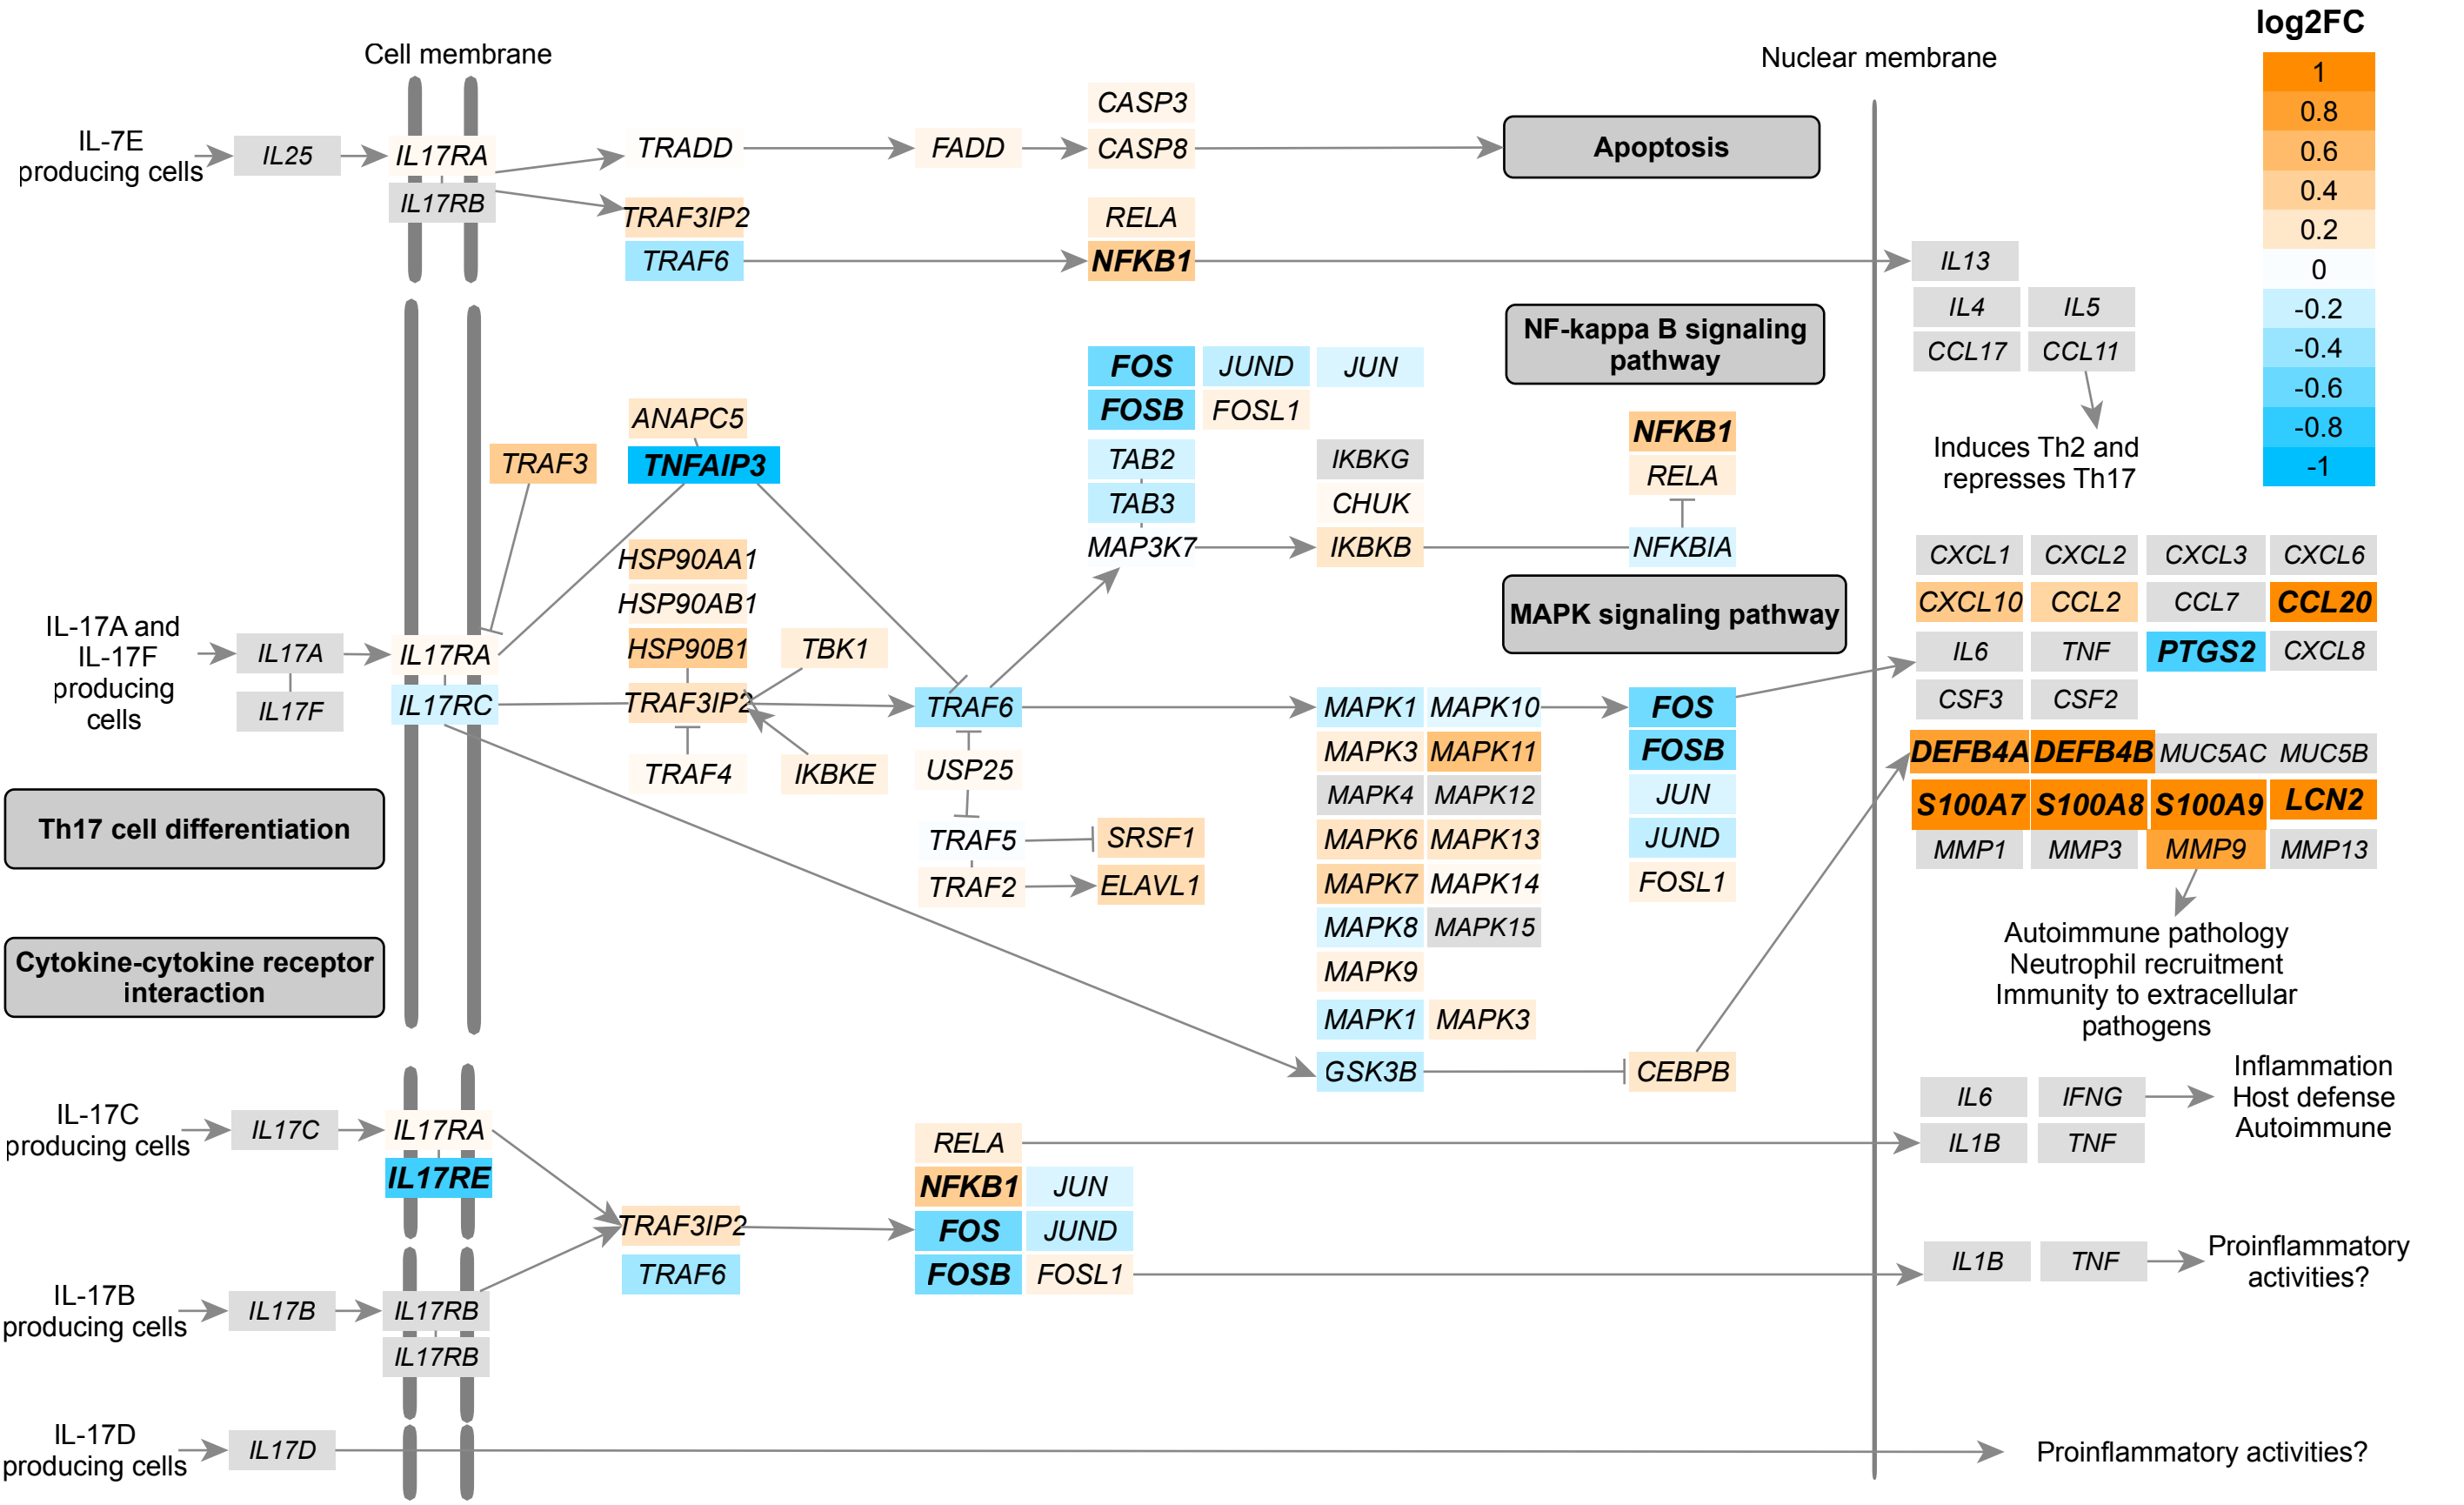 log2FC
1
0.8
0.6
0.4
0.2
0
-0.2
-0.4
-0.6
-0.8
-1
Cell membrane
Nuclear membrane
IL-7E
producing cells
IL25
IL17RA
IL17RB
TRADD
TRAF3IP2
TRAF6
FADD
CASP3
CASP8
RELA
NFKB1
Apoptosis
IL13
IL4 IL5
CCL17 CCL11
Induces Th2 and
represses Th17
NF-kappa B signaling
pathway
FOS JUND JUN
FOSB FOSL1
TAB2
TAB3
MAP3K7
IKBKG
CHUK
IKBKB
NFKB1
RELA
NFKBIA
MAPK signaling pathway
TRAF3
ANAPC5
TNFAIP3
HSP90AA1
HSP90AB1
HSP90B1
TRAF3IP2
TBK1
TRAF4
IKBKE
IL-17A and
IL-17F
producing
cells
IL17A
IL17F
IL17RA
IL17RC
TRAF6
USP25
TRAF5
TRAF2
SRSF1
ELAVL1
MAPK1 MAPK10
MAPK3 MAPK11
MAPK4 MAPK12
MAPK6 MAPK13
MAPK7 MAPK14
MAPK8 MAPK15
MAPK9
MAPK1 MAPK3
GSK3B
FOS
FOSB
JUN
JUND
FOSL1
CEBPB
CXCL1 CXCL2 CXCL3 CXCL6
CXCL10 CCL2 CCL7 CCL20
IL6 TNF PTGS2 CXCL8
CSF3 CSF2
DEFB4A DEFB4B MUC5AC MUC5B
S100A7 S100A8 S100A9 LCN2
MMP1 MMP3 MMP9 MMP13
Autoimmune pathology
Neutrophil recruitment
Immunity to extracellular
pathogens
Th17 cell differentiation
Cytokine-cytokine receptor
interaction
IL-17C
producing cells
IL17C
IL17RA
IL17RE
TRAF3IP2
TRAF6
RELA
NFKB1 JUN
FOS JUND
FOSB FOSL1
IL6 IFNG
IL1B TNF
Inflammation
Host defense
Autoimmune
IL-17B
producing cells
IL17B
IL17RB
IL17RB
IL1B TNF
Proinflammatory
activities?
IL-17D
producing cells
IL17D
Proinflammatory activities?